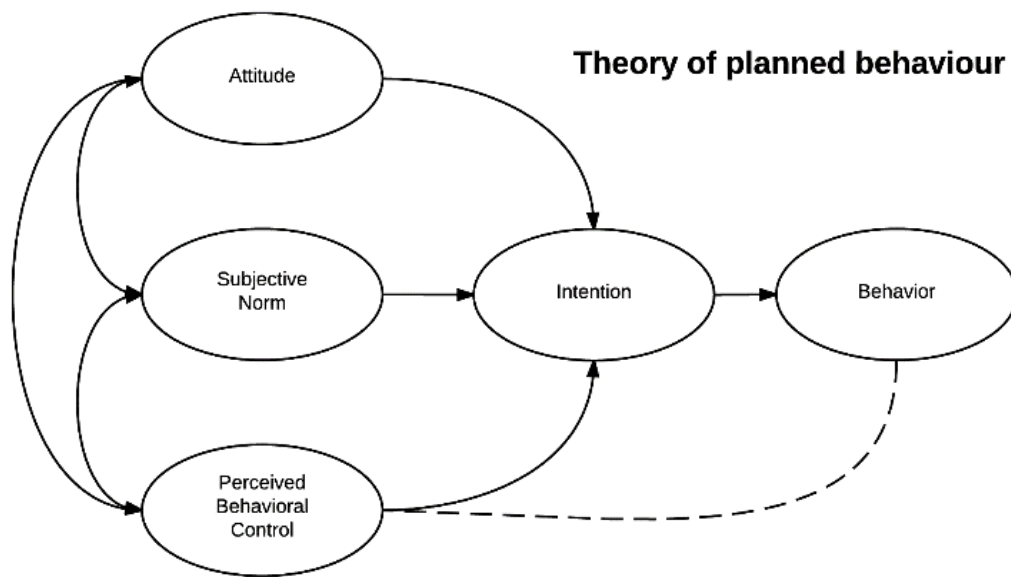 Theory of planned behaviour
Attitude
Subjective
Norm
Intention
Behavior
Perceived
Behavioral
Control